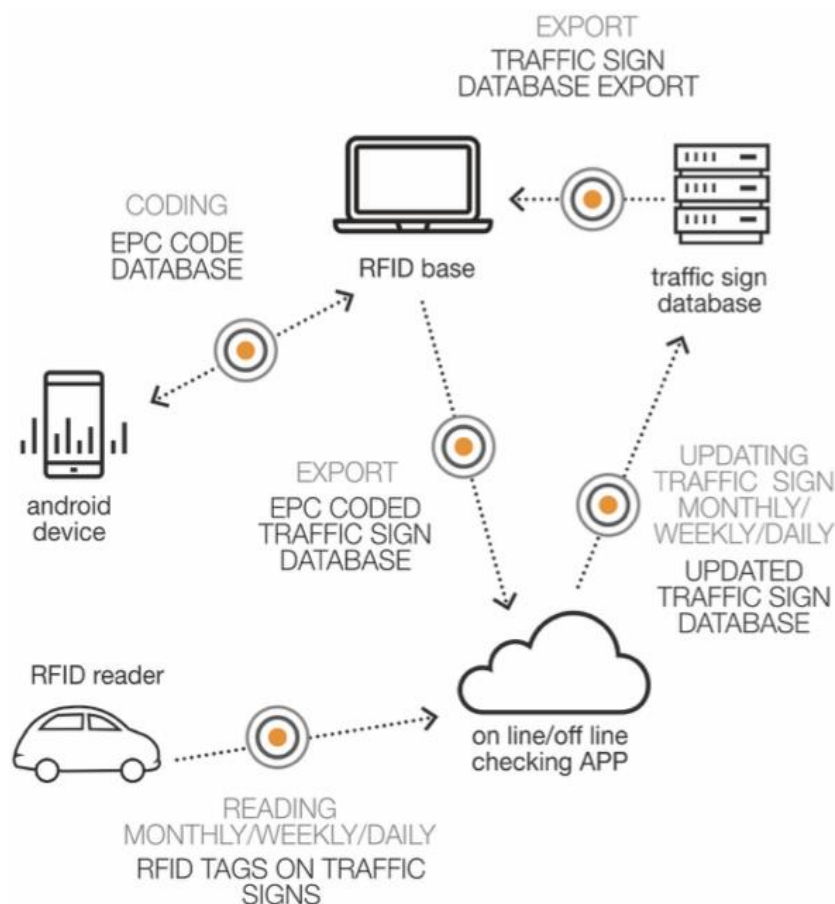 EXPORT
TRAFFIC SIGN
DATABASE EXPORT
CODING
EPC CODE
DATABASE
RFID base
traffic sign
database
android
device
EXPORT
EPC CODED
TRAFFIC SIGN
DATABASE
UPDATING
TRAFFIC SIGN
MONTHLY/
WEEKLY/DAILY
UPDATED
TRAFFIC SIGN
DATABASE
RFID reader
on line/off line
checking APP
READING
MONTHLY/WEEKLY/DAILY
RFID TAGS ON TRAFFIC
SIGNS